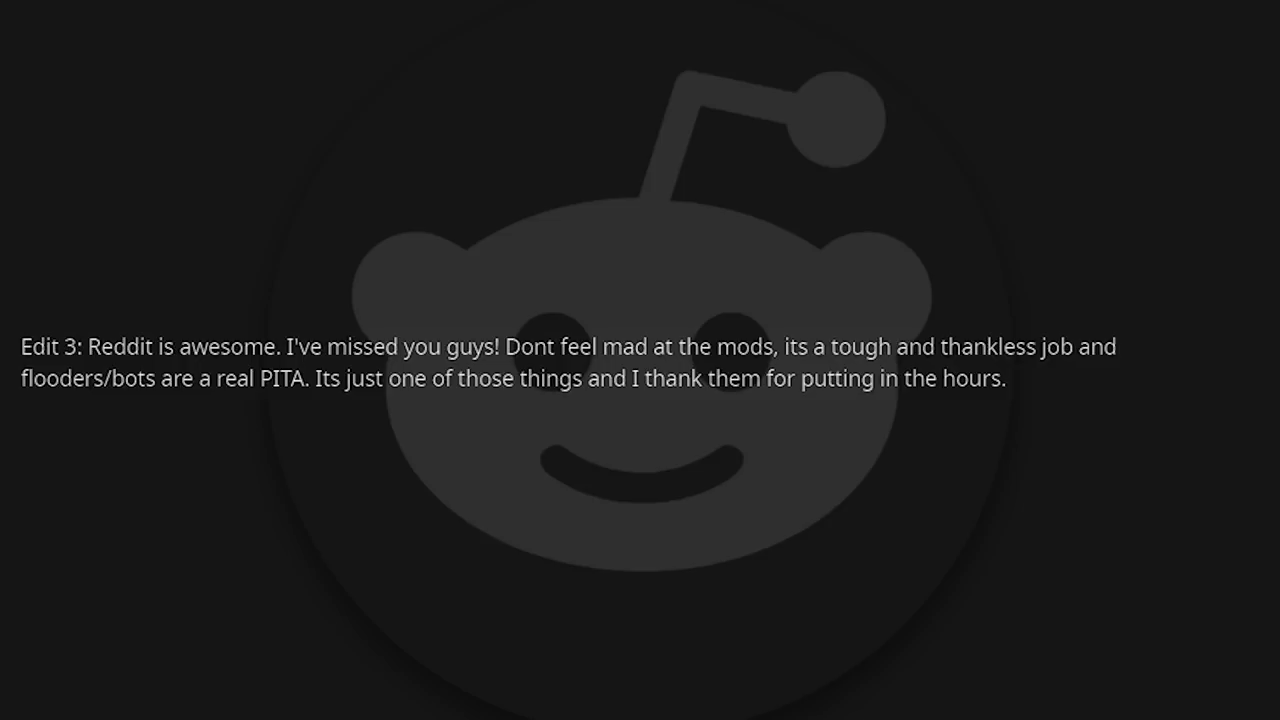 Edit 3: Reddit is awesome. I've missed you guys! Dont feel mad at the mods, its a tough and thankless job and
flooders/bots are a real PITA. Its just one of those things and I thank them for putting in the hours.